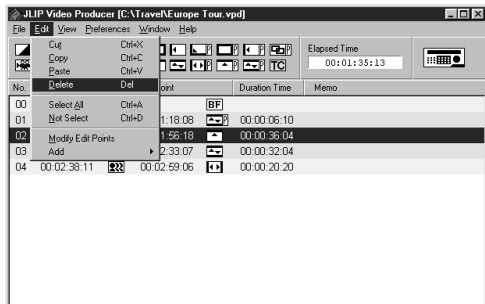 JLIP Video Producer [C:\Travel\Europe Tour.vpd]
File Edit View Preferences Window Help
Cut Ctrl+X
Copy Ctrl+C
Paste Ctrl+V
Delete Del
Select All Ctrl+A
Not Select Ctrl+D
Modify Edit Points
Add
P P P P
P P P P TC
Elapsed Time
00:01:35:13
No. oint Duration Time Memo
00 BF
01 1:18:08 P 00:00:06:10
02 1:56:18 00:00:36:04
03 2:33:07 00:00:32:04
04 00:02:38:11 00:02:59:06 00:00:20:20